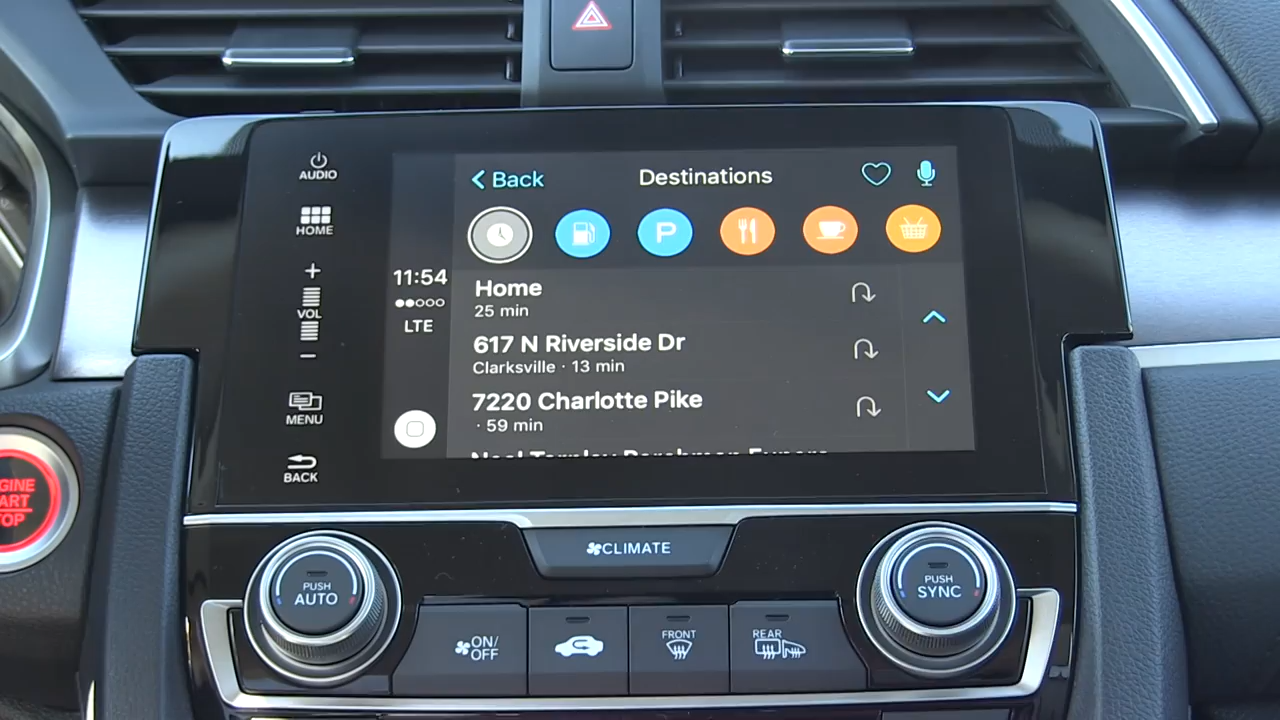 AUDIO
HOME
+
VOL
−
MENU
BACK
11:54
LTE
< Back
Destinations
P
Home
25 min
617 N Riverside Dr
Clarksville · 13 min
7220 Charlotte Pike
· 59 min
START
STOP
CLIMATE
PUSH
AUTO
ON/
OFF
FRONT
REAR
PUSH
SYNC